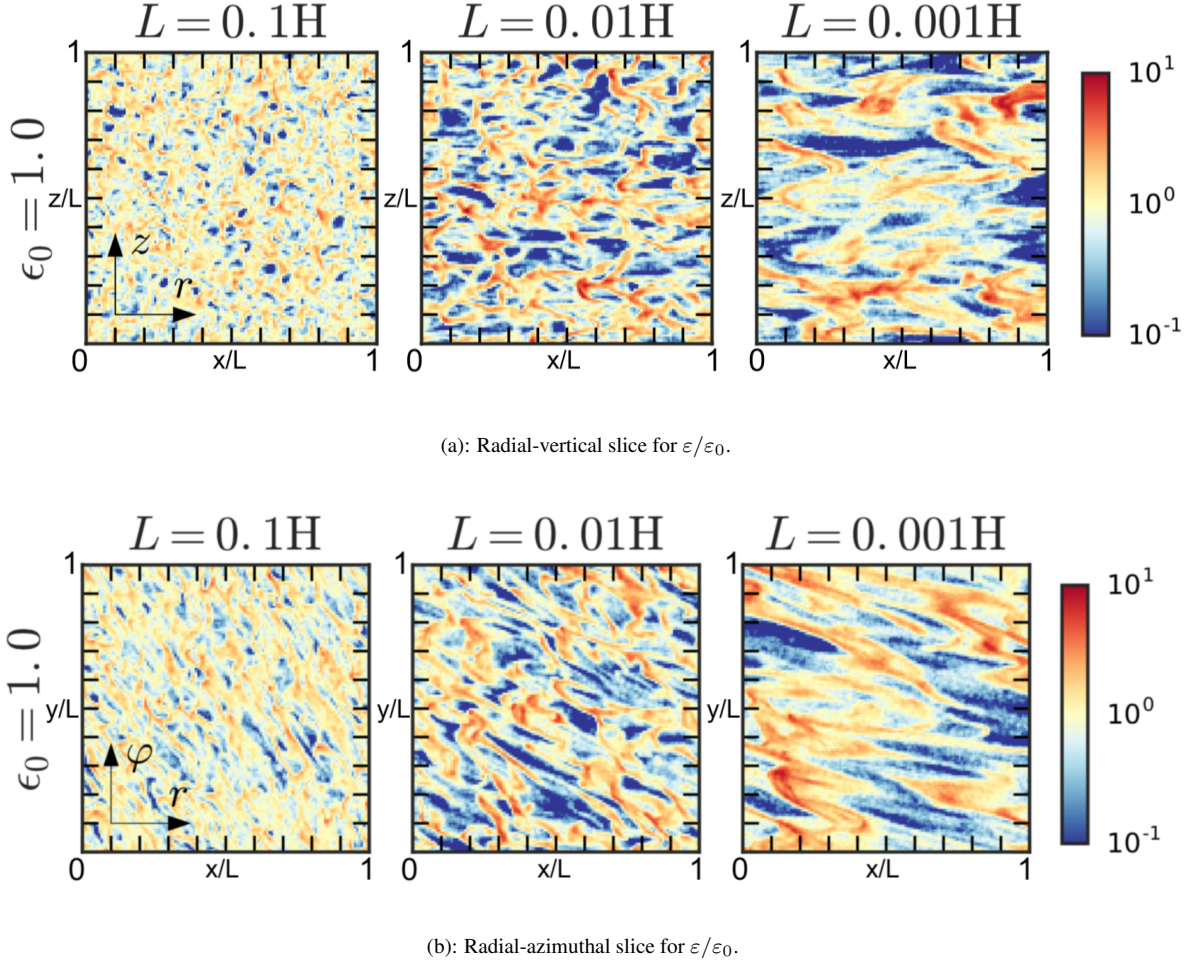 L = 0.1H L = 0.01H L = 0.001H
1 1 1 10¹
ϵ₀ = 1.0 z/L z/L z/L 10⁰
z
r
10⁻¹
0 x/L 1 0 x/L 1 0 x/L 1
(a): Radial-vertical slice for ε/ε₀.
L = 0.1H L = 0.01H L = 0.001H
1 1 1 10¹
ϵ₀ = 1.0 y/L y/L y/L 10⁰
φ
r
10⁻¹
0 x/L 1 0 x/L 1 0 x/L 1
(b): Radial-azimuthal slice for ε/ε₀.